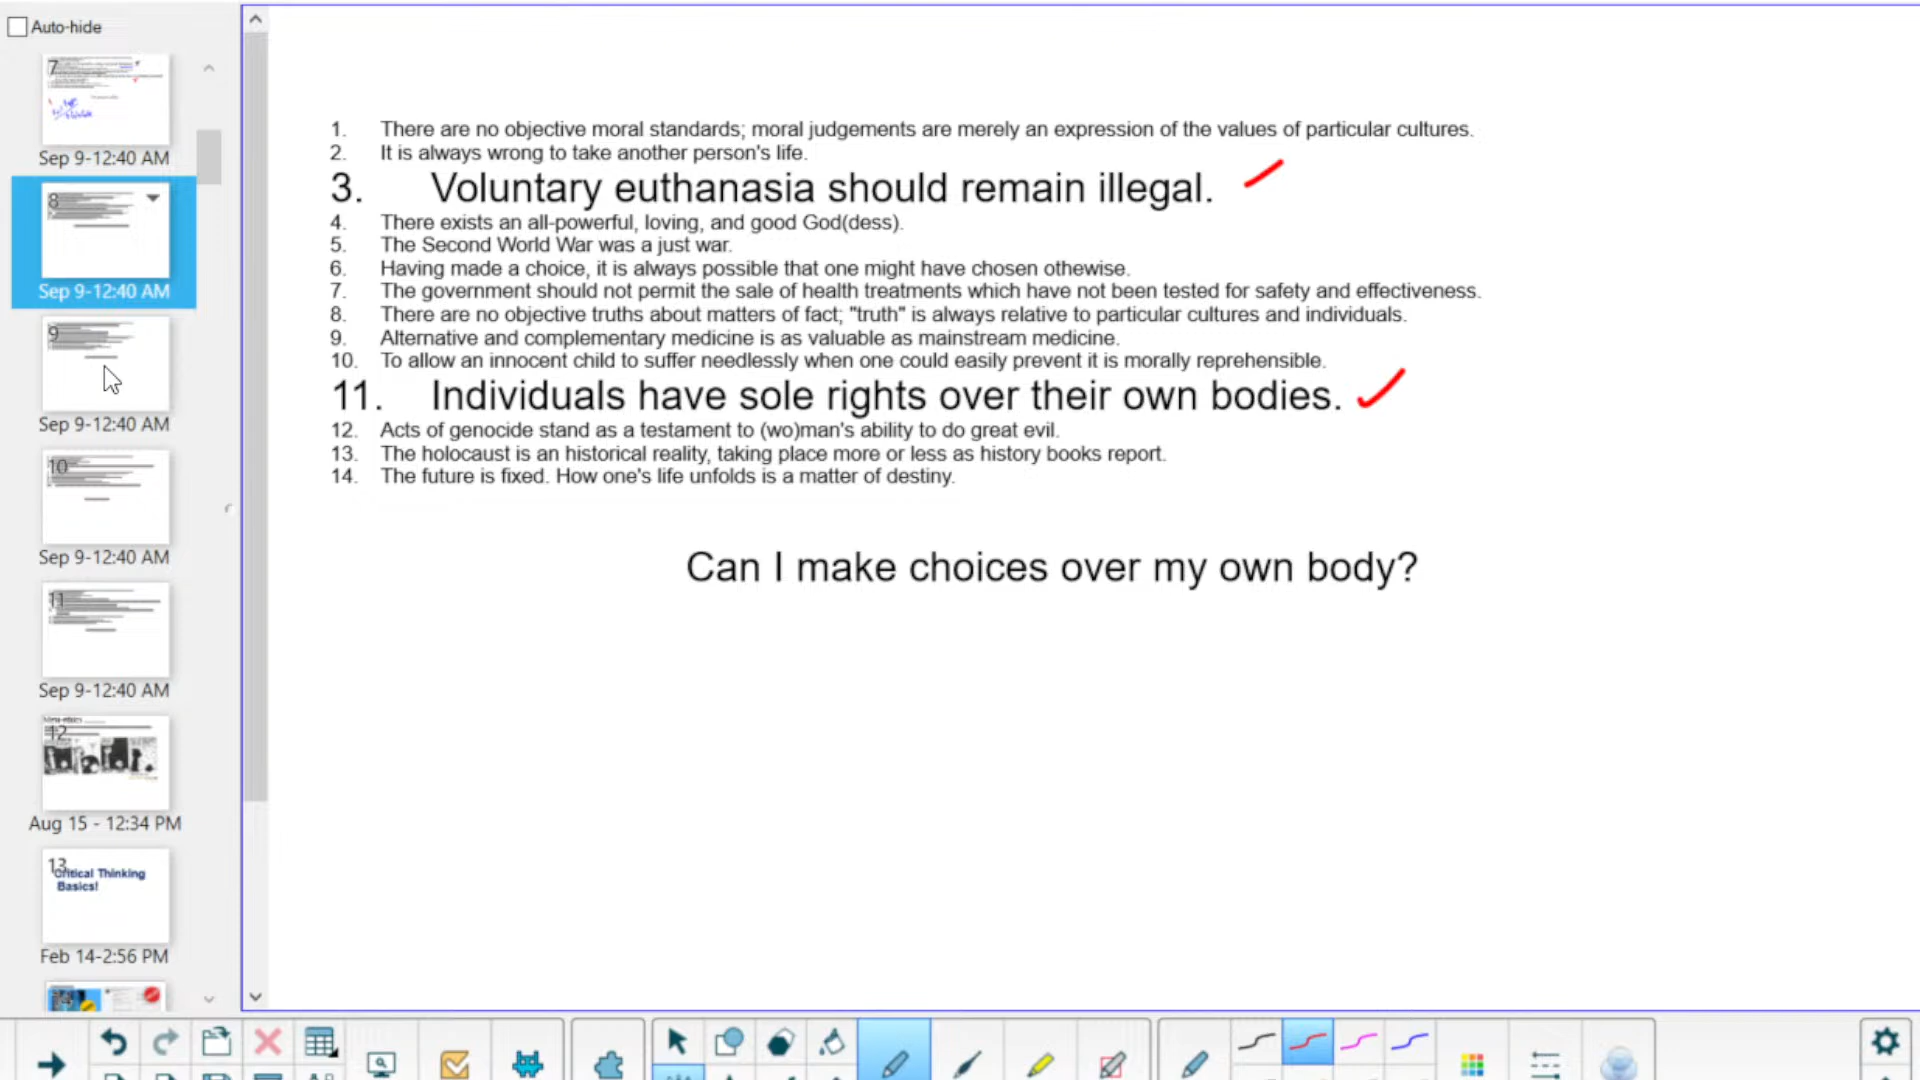 Auto-hide
7
Sep 9-12:40 AM
8
Sep 9-12:40 AM
9
Sep 9-12:40 AM
10
Sep 9-12:40 AM
11
Sep 9-12:40 AM
12
Aug 15 - 12:34 PM
13
Critical Thinking
Basics!
Feb 14-2:56 PM
1. There are no objective moral standards; moral judgements are merely an expression of the values of particular cultures.
2. It is always wrong to take another person's life.
3. Voluntary euthanasia should remain illegal.
4. There exists an all-powerful, loving, and good God(dess).
5. The Second World War was a just war.
6. Having made a choice, it is always possible that one might have chosen othewise.
7. The government should not permit the sale of health treatments which have not been tested for safety and effectiveness.
8. There are no objective truths about matters of fact; "truth" is always relative to particular cultures and individuals.
9. Alternative and complementary medicine is as valuable as mainstream medicine.
10. To allow an innocent child to suffer needlessly when one could easily prevent it is morally reprehensible.
11. Individuals have sole rights over their own bodies.
12. Acts of genocide stand as a testament to (wo)man's ability to do great evil.
13. The holocaust is an historical reality, taking place more or less as history books report.
14. The future is fixed. How one's life unfolds is a matter of destiny.
Can I make choices over my own body?